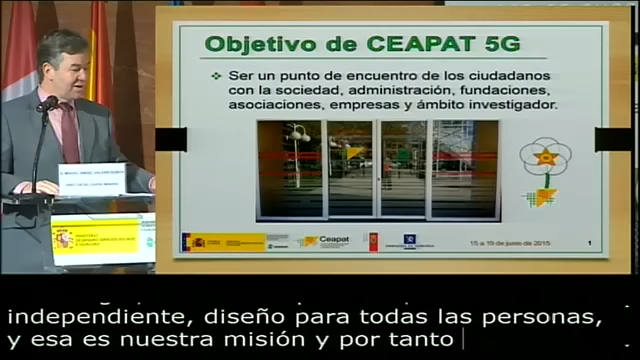 Objetivo de CEAPAT 5G
Ser un punto de encuentro de los ciudadanos
con la sociedad, administración, fundaciones,
asociaciones, empresas y ámbito investigador.
Ceapat
15 a 19 de junio de 2015
1
independiente, diseño para todas las personas,
y esa es nuestra misión y por tanto